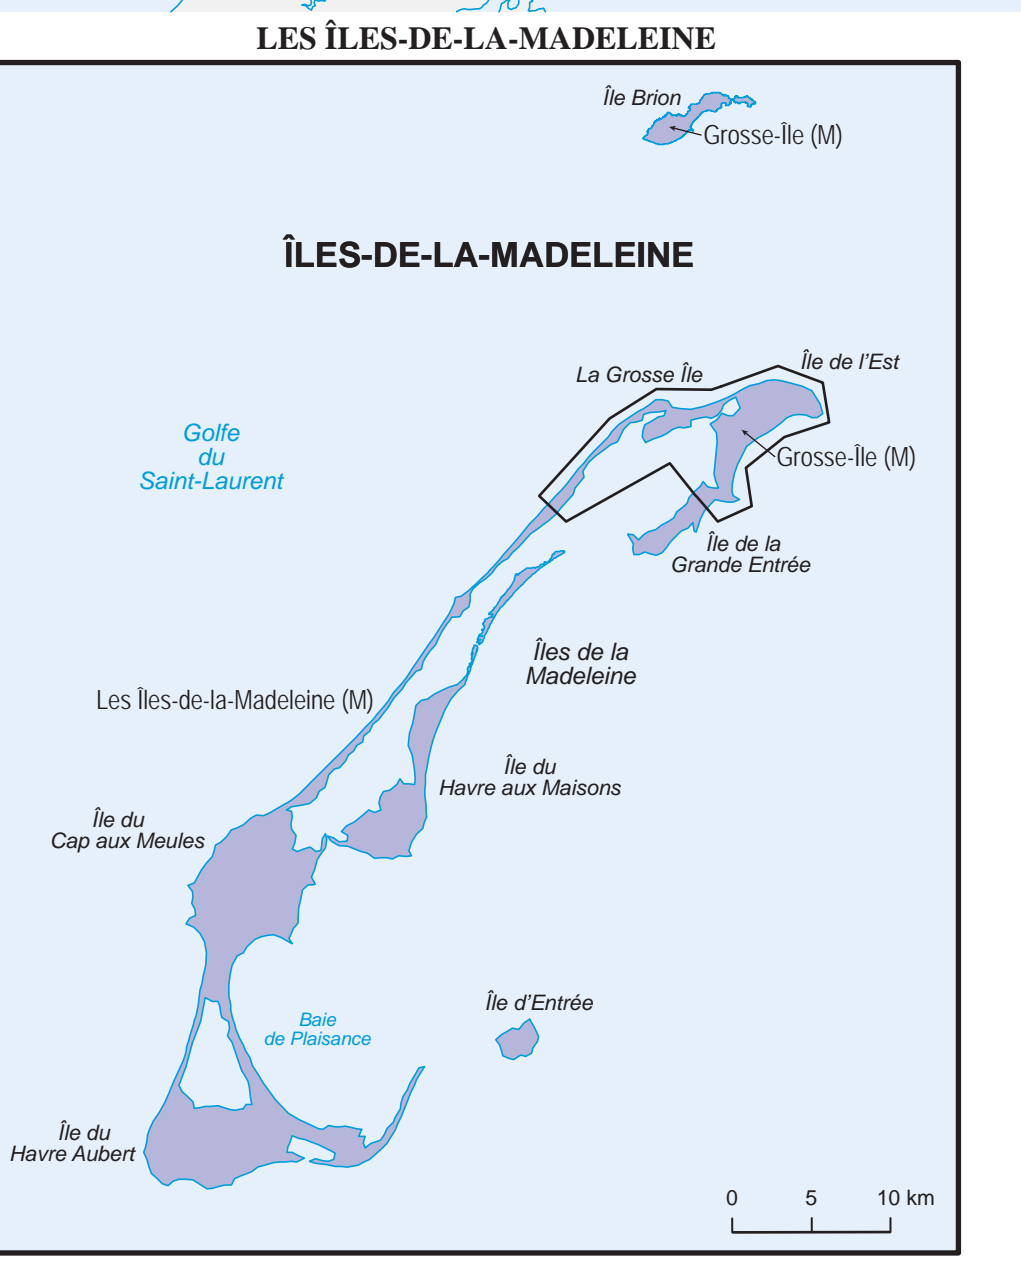 LES ÎLES-DE-LA-MADELEINE
Île Brion
Grosse-Île (M)
ÎLES-DE-LA-MADELEINE
Île de l’Est
La Grosse Île
Golfe
du
Saint-Laurent
Grosse-Île (M)
Île de la
Grande Entrée
Îles de la
Madeleine
Les Îles-de-la-Madeleine (M)
Île du
Havre aux Maisons
Île du
Cap aux Meules
Île d’Entrée
Baie
de Plaisance
Île du
Havre Aubert
0 5 10 km